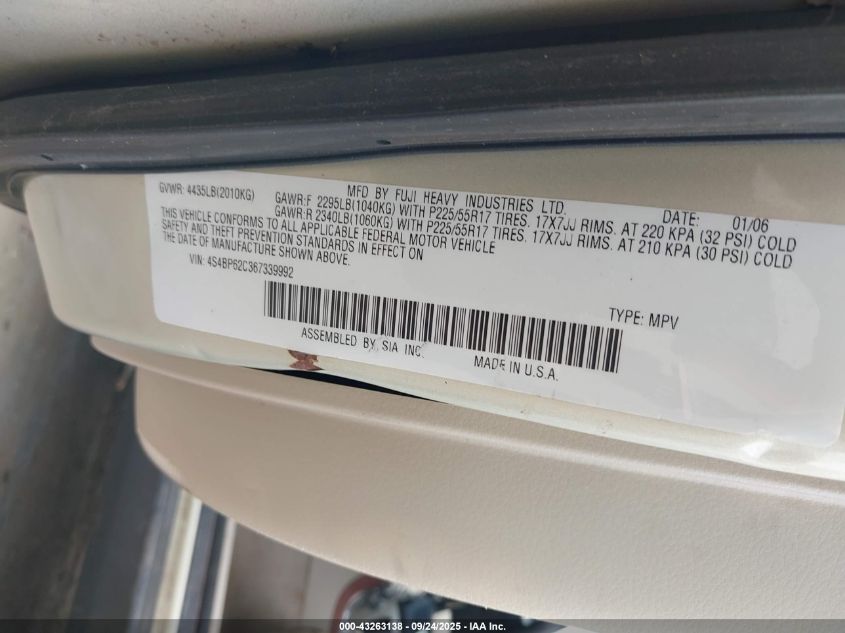 MFD BY FUJI HEAVY INDUSTRIES LTD. DATE: 01/06
GVWR: 4435LB(2010KG) GAWR:F 2295LB(1040KG) WITH P225/55R17 TIRES. 17X7JJ RIMS. AT 220 KPA (32 PSI) COLD
GAWR:R 2340LB(1060KG) WITH P225/55R17 TIRES. 17X7JJ RIMS. AT 210 KPA (30 PSI) COLD
THIS VEHICLE CONFORMS TO ALL APPLICABLE FEDERAL MOTOR VEHICLE
SAFETY AND THEFT PREVENTION STANDARDS IN EFFECT ON
THE DATE OF MANUFACTURE SHOWN ABOVE.
VIN: 4S4BP62C367339992 TYPE: MPV
ASSEMBLED BY SIA INC. MADE IN U.S.A.
000-43263138 - 09/24/2025 - IAA Inc.